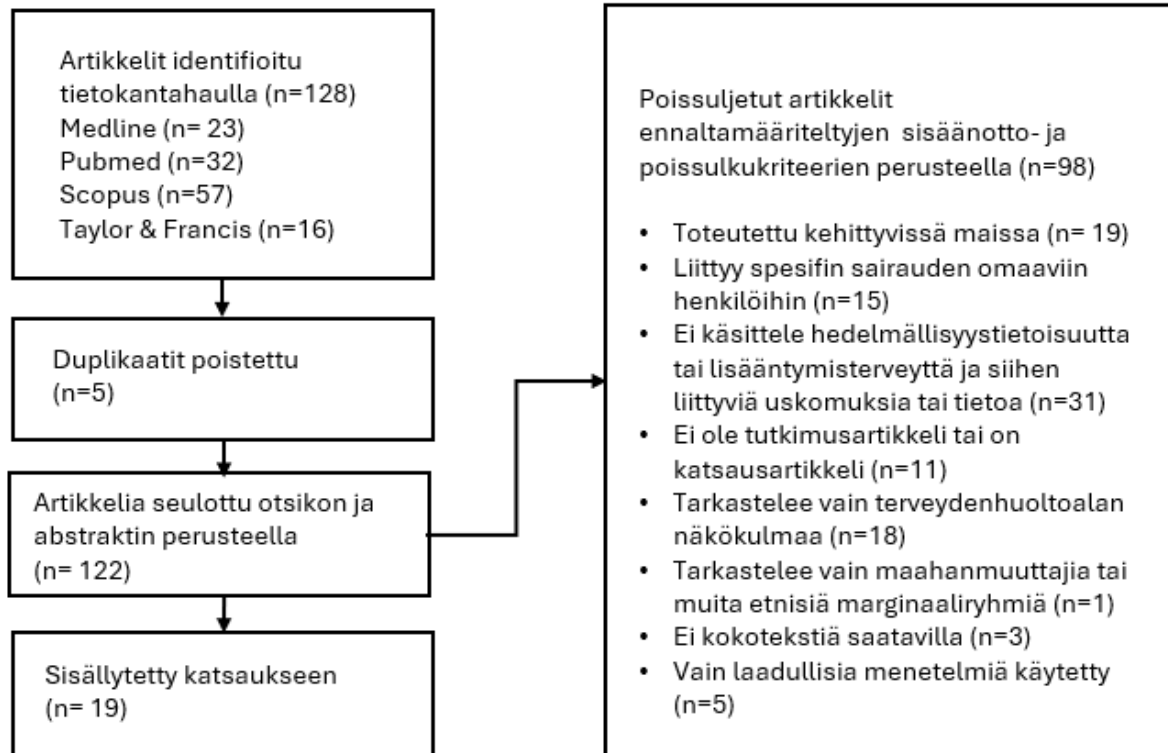 Artikkelit identifioitu
tietokantahaulla (n=128)
Medline (n= 23)
Pubmed (n=32)
Scopus (n=57)
Taylor & Francis (n=16)
Duplikaatit poistettu
(n=5)
Artikkelia seulottu otsikon ja
abstraktin perusteella
(n= 122)
Sisällytetty katsaukseen
(n= 19)
Poissuljetut artikkelit
ennaltamääriteltyjen sisäänotto- ja
poissulkukriteerien perusteella (n=98)
• Toteutettu kehittyvissä maissa (n= 19)
• Liittyy spesifin sairauden omaaviin
henkilöihin (n=15)
• Ei käsittele hedelmällisyystietoisuutta
tai lisääntymisterveyttä ja siihen
liittyviä uskomuksia tai tietoa (n=31)
• Ei ole tutkimusartikkeli tai on
katsausartikkeli (n=11)
• Tarkastelee vain terveydenhuoltoalan
näkökulmaa (n=18)
• Tarkastelee vain maahanmuuttajia tai
muita etnisiä marginaaliryhmiä (n=1)
• Ei kokotekstiä saatavilla (n=3)
• Vain laadullisia menetelmiä käytetty
(n=5)